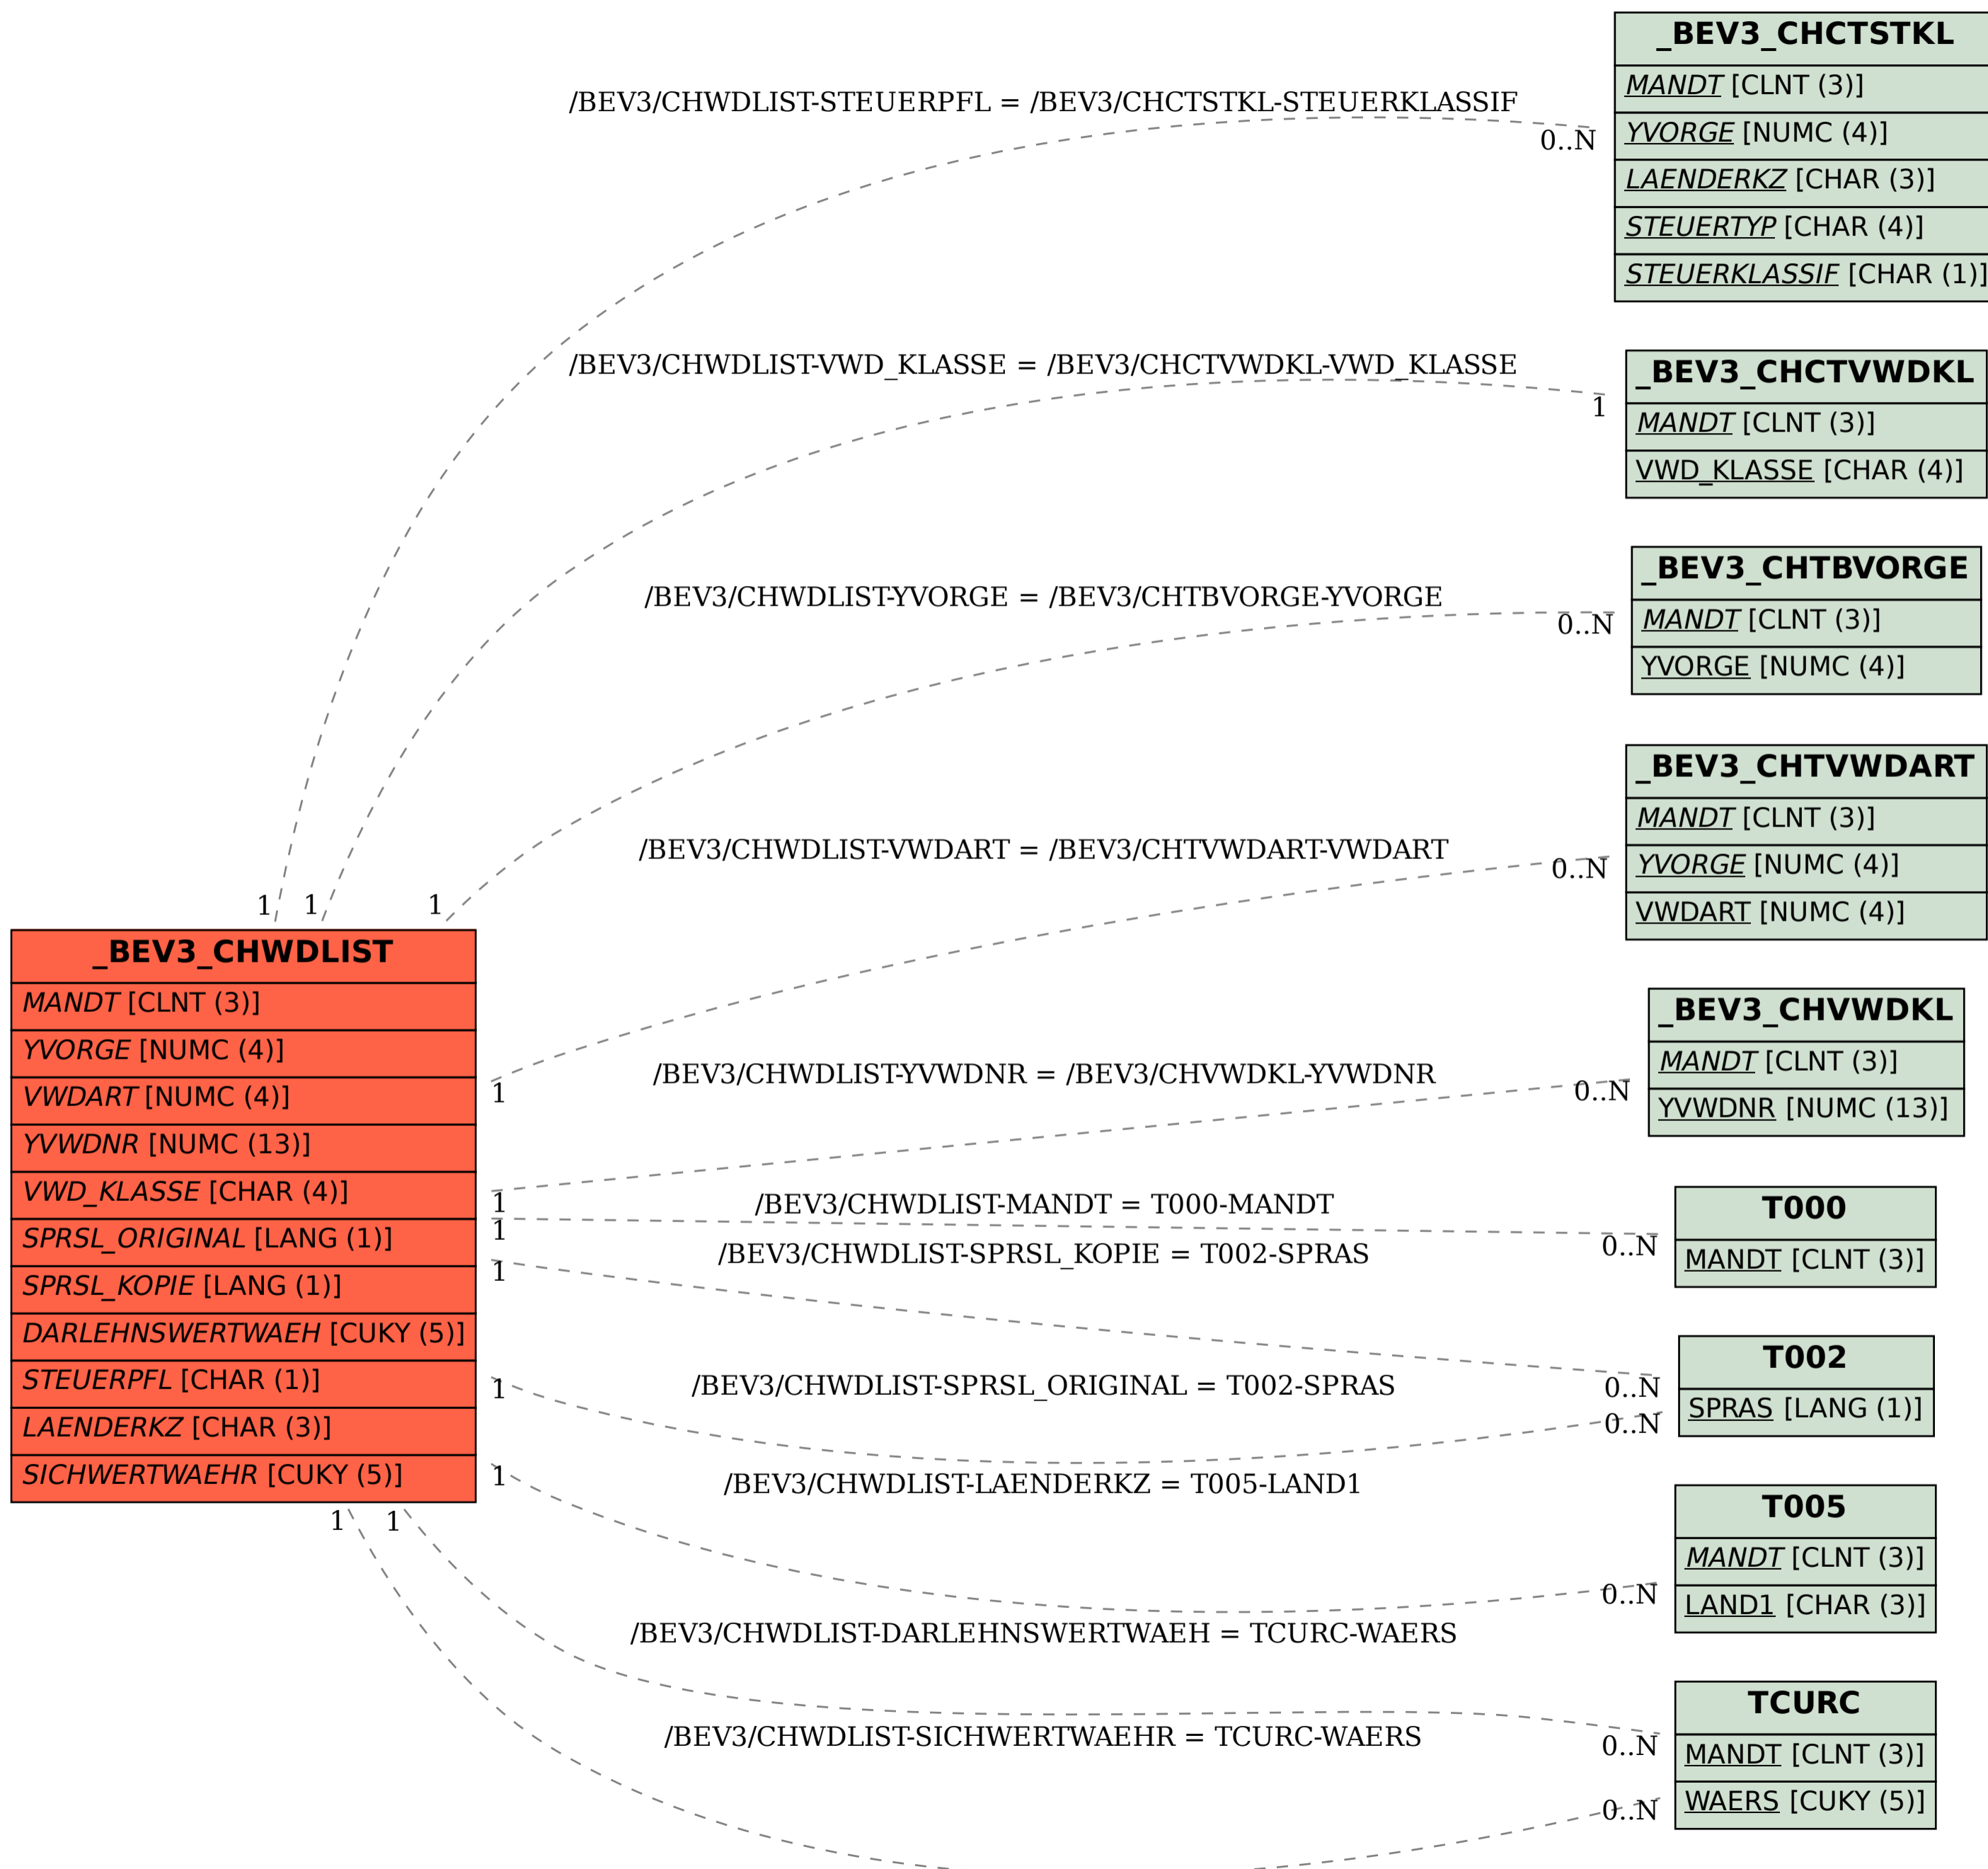 _BEV3_CHCTSTKL
MANDT [CLNT (3)]
YVORGE [NUMC (4)]
LAENDERKZ [CHAR (3)]
STEUERTYP [CHAR (4)]
STEUERKLASSIF [CHAR (1)]
/BEV3/CHWDLIST-STEUERPFL = /BEV3/CHCTSTKL-STEUERKLASSIF
0..N
/BEV3/CHWDLIST-VWD_KLASSE = /BEV3/CHCTVWDKL-VWD_KLASSE
1
_BEV3_CHCTVWDKL
MANDT [CLNT (3)]
VWD_KLASSE [CHAR (4)]
/BEV3/CHWDLIST-YVORGE = /BEV3/CHTBVORGE-YVORGE
0..N
_BEV3_CHTBVORGE
MANDT [CLNT (3)]
YVORGE [NUMC (4)]
/BEV3/CHWDLIST-VWDART = /BEV3/CHTVWDART-VWDART
0..N
_BEV3_CHTVWDART
MANDT [CLNT (3)]
YVORGE [NUMC (4)]
VWDART [NUMC (4)]
1
1
1
_BEV3_CHWDLIST
MANDT [CLNT (3)]
YVORGE [NUMC (4)]
VWDART [NUMC (4)]
YVWDNR [NUMC (13)]
VWD_KLASSE [CHAR (4)]
SPRSL_ORIGINAL [LANG (1)]
SPRSL_KOPIE [LANG (1)]
DARLEHNSWERTWAEH [CUKY (5)]
STEUERPFL [CHAR (1)]
LAENDERKZ [CHAR (3)]
SICHWERTWAEHR [CUKY (5)]
1
1
1
1
1
1
1
1
/BEV3/CHWDLIST-YVWDNR = /BEV3/CHVWDKL-YVWDNR
0..N
_BEV3_CHVWDKL
MANDT [CLNT (3)]
YVWDNR [NUMC (13)]
/BEV3/CHWDLIST-MANDT = T000-MANDT
0..N
T000
MANDT [CLNT (3)]
/BEV3/CHWDLIST-SPRSL_KOPIE = T002-SPRAS
0..N
/BEV3/CHWDLIST-SPRSL_ORIGINAL = T002-SPRAS
0..N
T002
SPRAS [LANG (1)]
/BEV3/CHWDLIST-LAENDERKZ = T005-LAND1
0..N
T005
MANDT [CLNT (3)]
LAND1 [CHAR (3)]
/BEV3/CHWDLIST-DARLEHNSWERTWAEH = TCURC-WAERS
0..N
/BEV3/CHWDLIST-SICHWERTWAEHR = TCURC-WAERS
0..N
TCURC
MANDT [CLNT (3)]
WAERS [CUKY (5)]